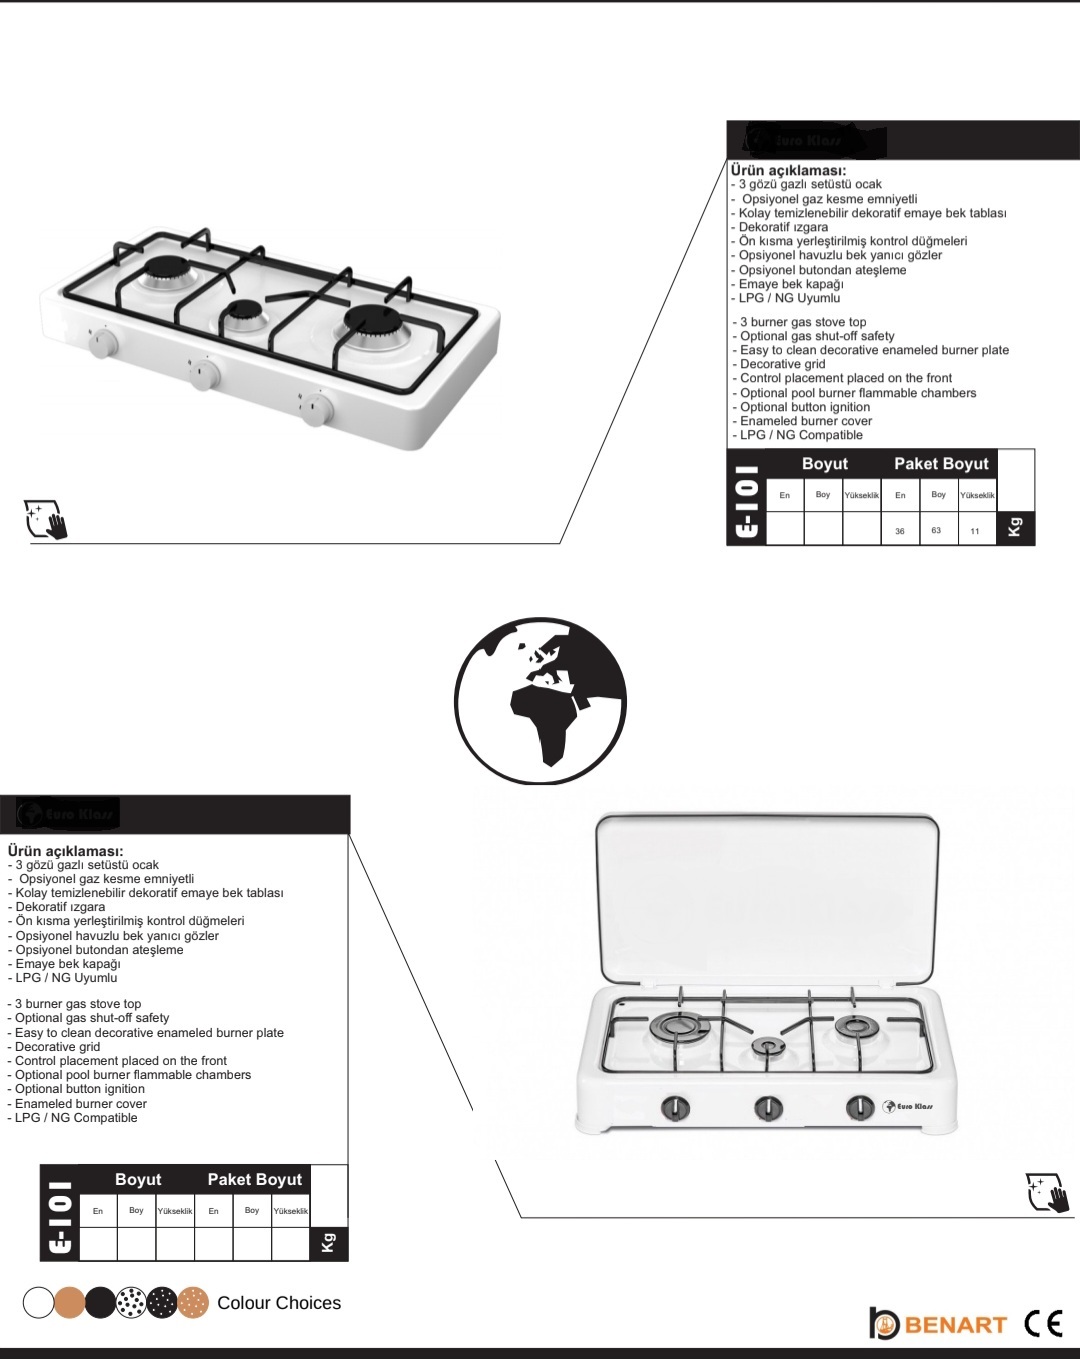 Euro Klass
Ürün açıklaması:
- 3 gözü gazlı setüstü ocak
- Opsiyonel gaz kesme emniyetli
- Kolay temizlenebilir dekoratif emaye bek tablası
- Dekoratif ızgara
- Ön kısma yerleştirilmiş kontrol düğmeleri
- Opsiyonel havuzlu bek yanıcı gözler
- Opsiyonel butondan ateşleme
- Emaye bek kapağı
- LPG / NG Uyumlu
- 3 burner gas stove top
- Optional gas shut-off safety
- Easy to clean decorative enameled burner plate
- Decorative grid
- Control placement placed on the front
- Optional pool burner flammable chambers
- Optional button ignition
- Enameled burner cover
- LPG / NG Compatible
E-101
Boyut Paket Boyut
En Boy Yükseklik En Boy Yükseklik
36 63 11
Kg
Euro Klass
Ürün açıklaması:
- 3 gözü gazlı setüstü ocak
- Opsiyonel gaz kesme emniyetli
- Kolay temizlenebilir dekoratif emaye bek tablası
- Dekoratif ızgara
- Ön kısma yerleştirilmiş kontrol düğmeleri
- Opsiyonel havuzlu bek yanıcı gözler
- Opsiyonel butondan ateşleme
- Emaye bek kapağı
- LPG / NG Uyumlu
- 3 burner gas stove top
- Optional gas shut-off safety
- Easy to clean decorative enameled burner plate
- Decorative grid
- Control placement placed on the front
- Optional pool burner flammable chambers
- Optional button ignition
- Enameled burner cover
- LPG / NG Compatible
Euro Klass
E-101
Boyut Paket Boyut
En Boy Yükseklik En Boy Yükseklik
Kg
Colour Choices
b BENART CE